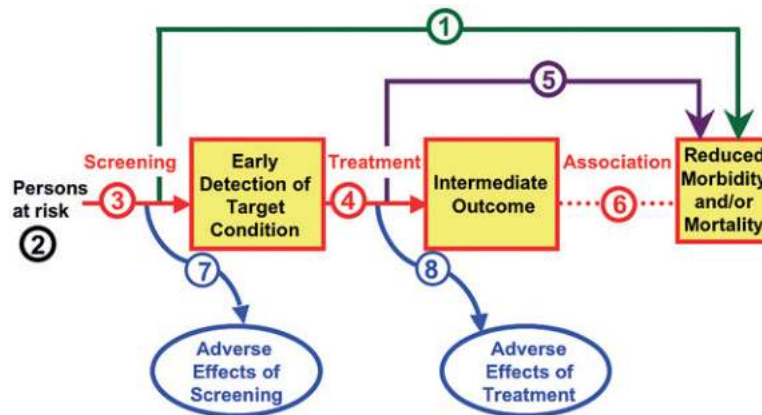 1
5
Screening
Early
Detection of
Target
Condition
Treatment
Intermediate
Outcome
Association
Reduced
Morbidity
and/or
Mortality
Persons
at risk
2
3
4
6
7
8
Adverse
Effects of
Screening
Adverse
Effects of
Treatment